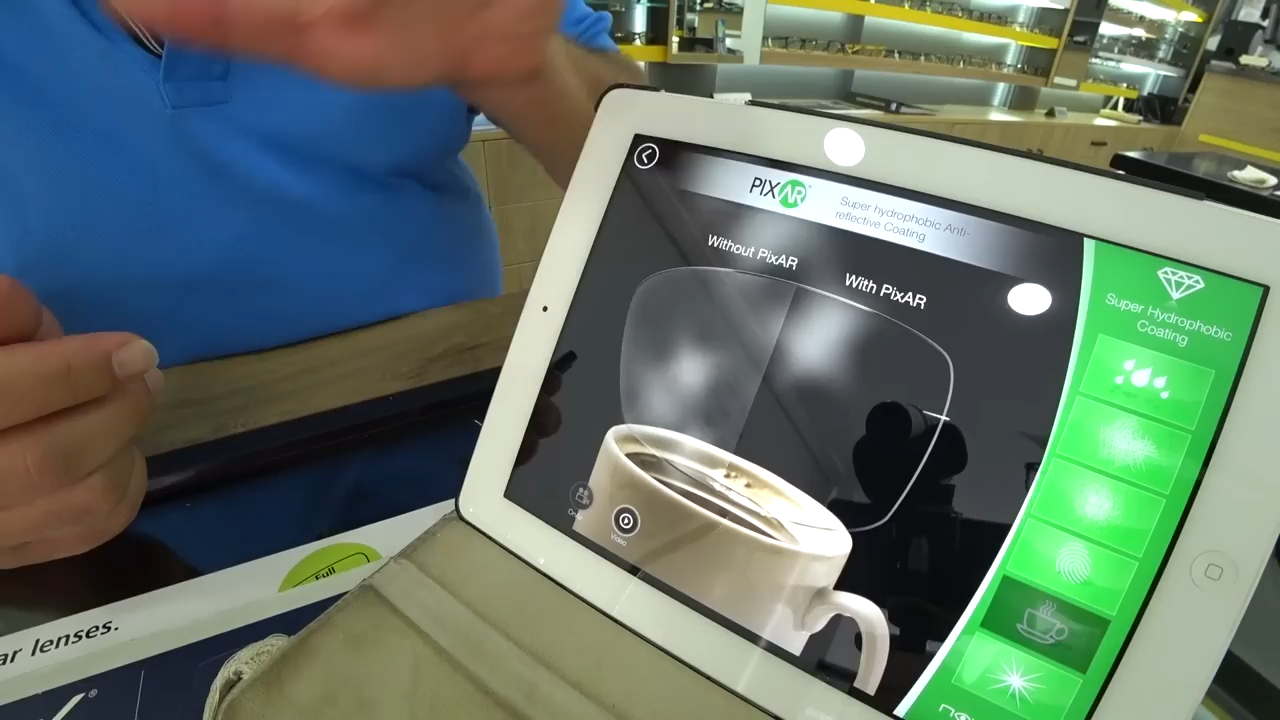 PIXAR
Super hydrophobic Anti-
reflective Coating
Without PixAR
With PixAR
Super Hydrophobic
Coating
Video
Full
ar lenses.